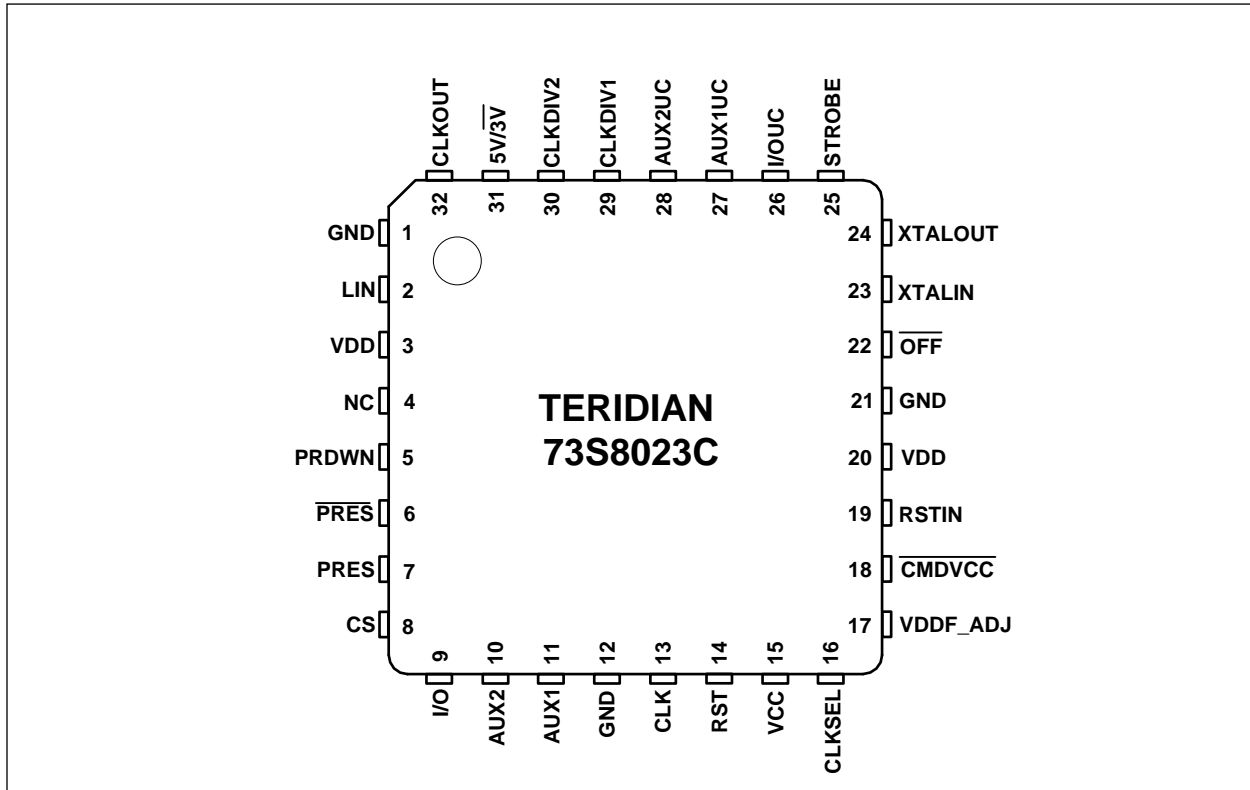 CLKOUT
5V/3V
CLKDIV2
CLKDIV1
AUX2UC
AUX1UC
I/OUC
STROBE
32
31
30
29
28
27
26
25
GND 1
LIN 2
VDD 3
NC 4
PRDWN 5
PRES 6
PRES 7
CS 8
TERIDIAN
73S8023C
24 XTALOUT
23 XTALIN
22 OFF
21 GND
20 VDD
19 RSTIN
18 CMDVCC
17 VDDF_ADJ
9
10
11
12
13
14
15
16
I/O
AUX2
AUX1
GND
CLK
RST
VCC
CLKSEL